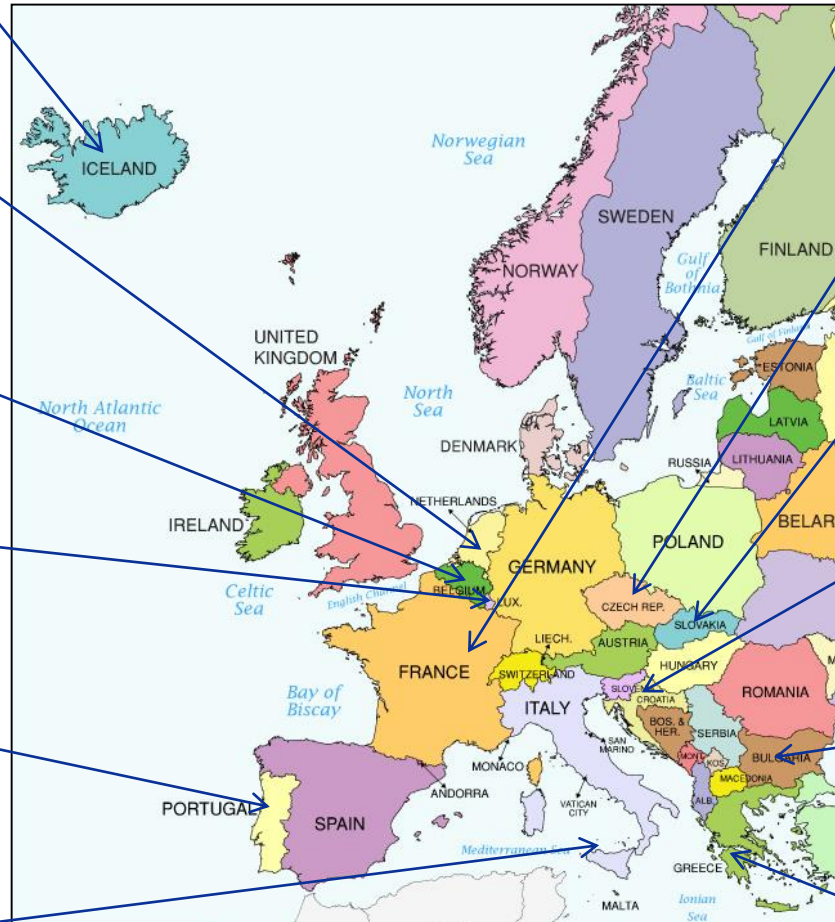 Norwegian
Sea
ICELAND
SWEDEN
FINLAND
NORWAY
Gulf
of
Bothnia
UNITED
KINGDOM
Gulf of Finland
ESTONIA
North
Sea
Baltic
Sea
North Atlantic
Ocean
LATVIA
DENMARK
LITHUANIA
RUSSIA
NETHERLANDS
IRELAND
BELAR
POLAND
GERMANY
Celtic
Sea
English Channel
BELGIUM
LUX.
CZECH REP.
SLOVAKIA
LIECH.
AUSTRIA
FRANCE
SWITZERLAND
HUNGARY
Bay of
Biscay
SLOVEN
CROATIA
ROMANIA
ITALY
BOS. &
HER.
SERBIA
SAN
MARINO
MONACO
MONT.
KOS.
BULGARIA
MACEDONIA
ANDORRA
PORTUGAL
SPAIN
VATICAN
CITY
ALB.
Mediterranean Sea
GREECE
MALTA
Ionian
Sea